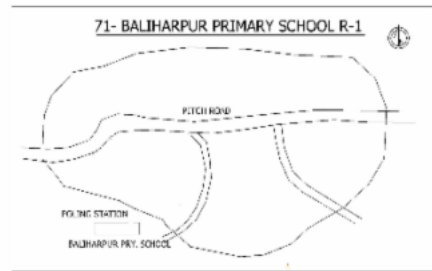 71- BALIHARPUR PRIMARY SCHOOL R-1
PITCH ROAD
POLING STATION
BALIHARPUR PRY. SCHOOL